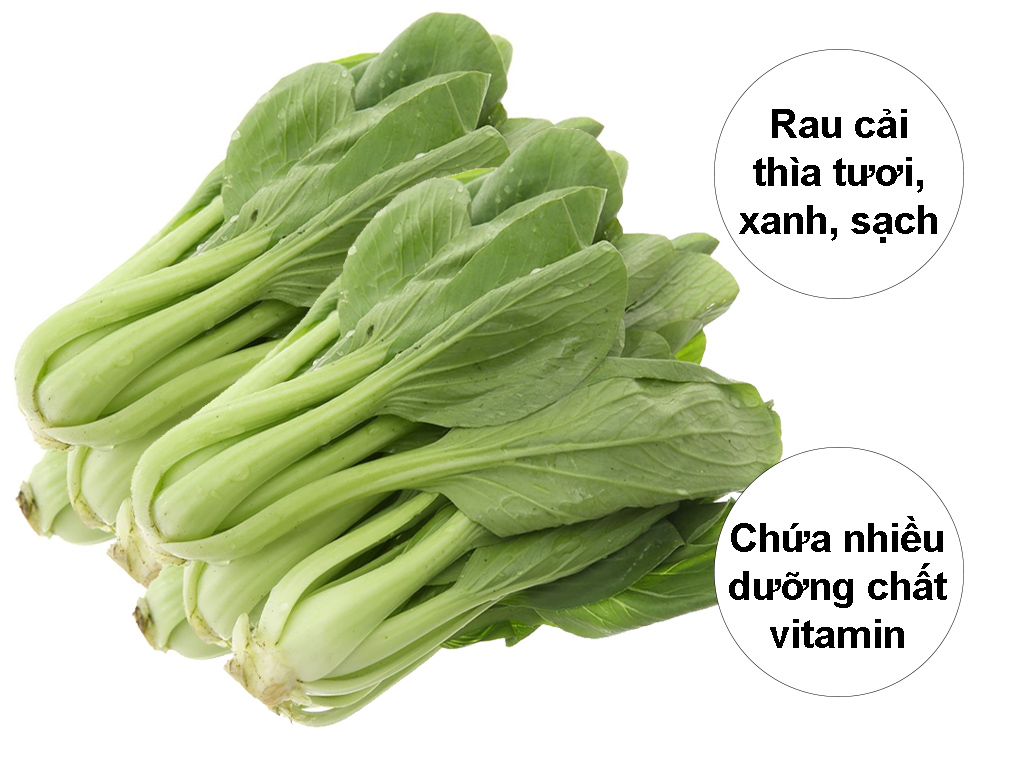 Rau cải
thìa tươi,
xanh, sạch
Chứa nhiều
dưỡng chất
vitamin